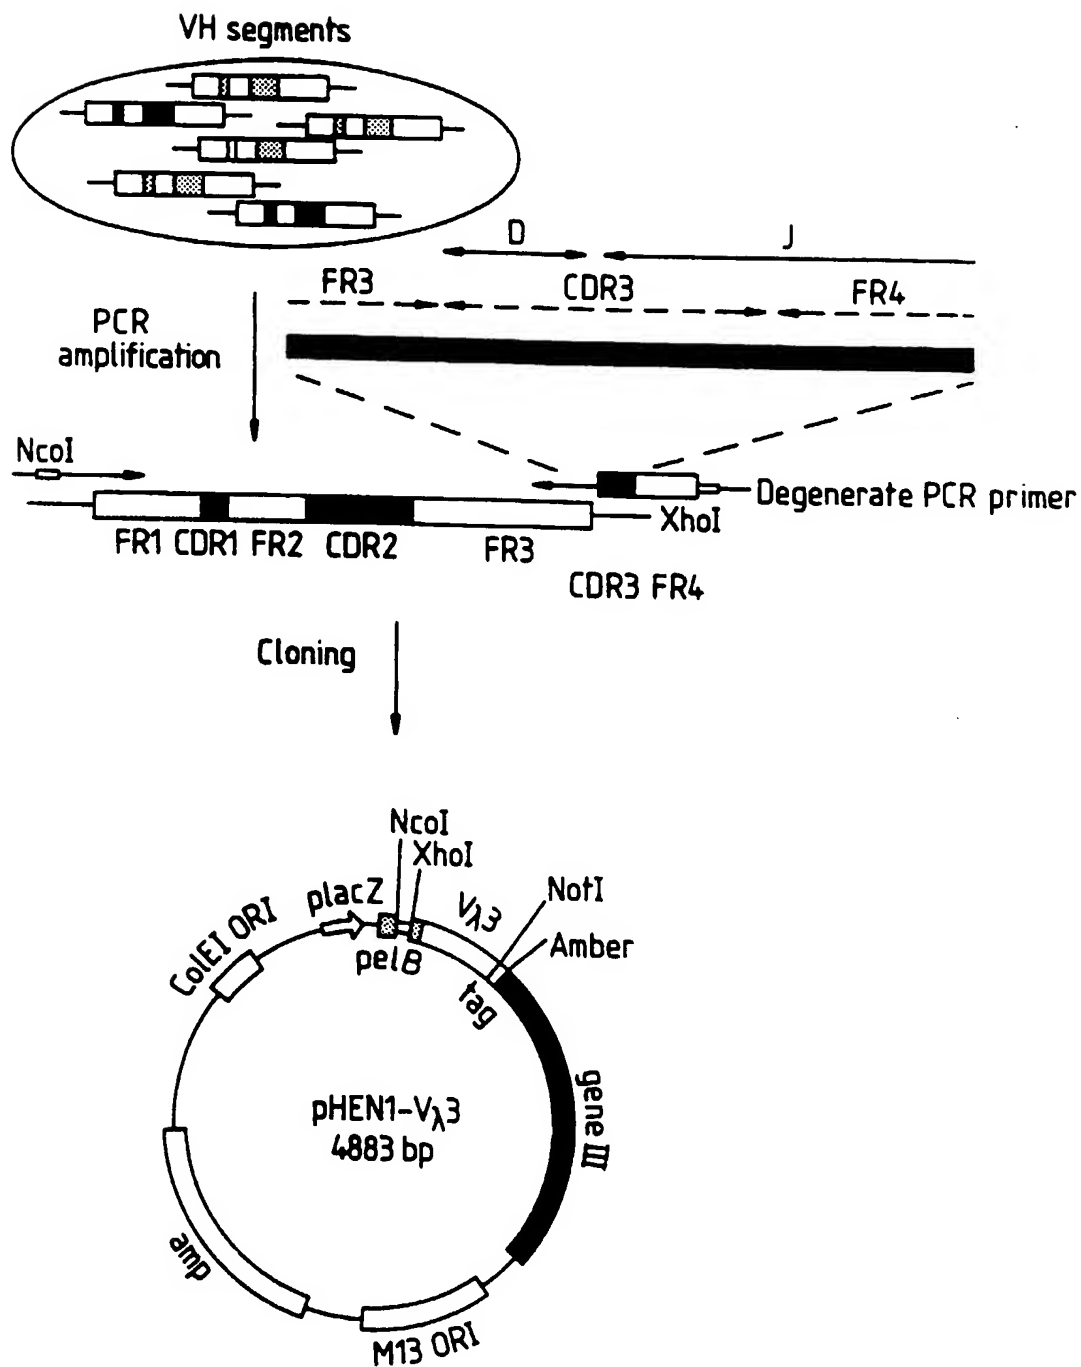 VH segments
D
J
FR3
CDR3
FR4
PCR
amplification
NcoI
Degenerate PCR primer
XhoI
FR1 CDR1 FR2 CDR2
FR3
CDR3 FR4
Cloning
NcoI
XhoI
placZ
Vλ3
NotI
ColEI ORI
pelB
Amber
tag
gene III
pHEN1-Vλ3
4883 bp
amp
M13 ORI